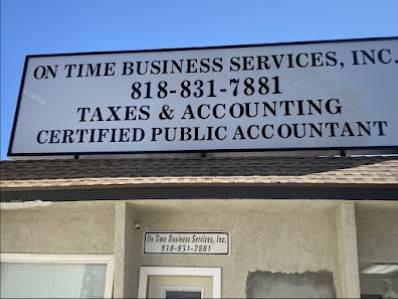 ON TIME BUSINESS SERVICES, INC.
818-831-7881
TAXES & ACCOUNTING
CERTIFIED PUBLIC ACCOUNTANT
On Time Business Services, Inc.
818-831-7881